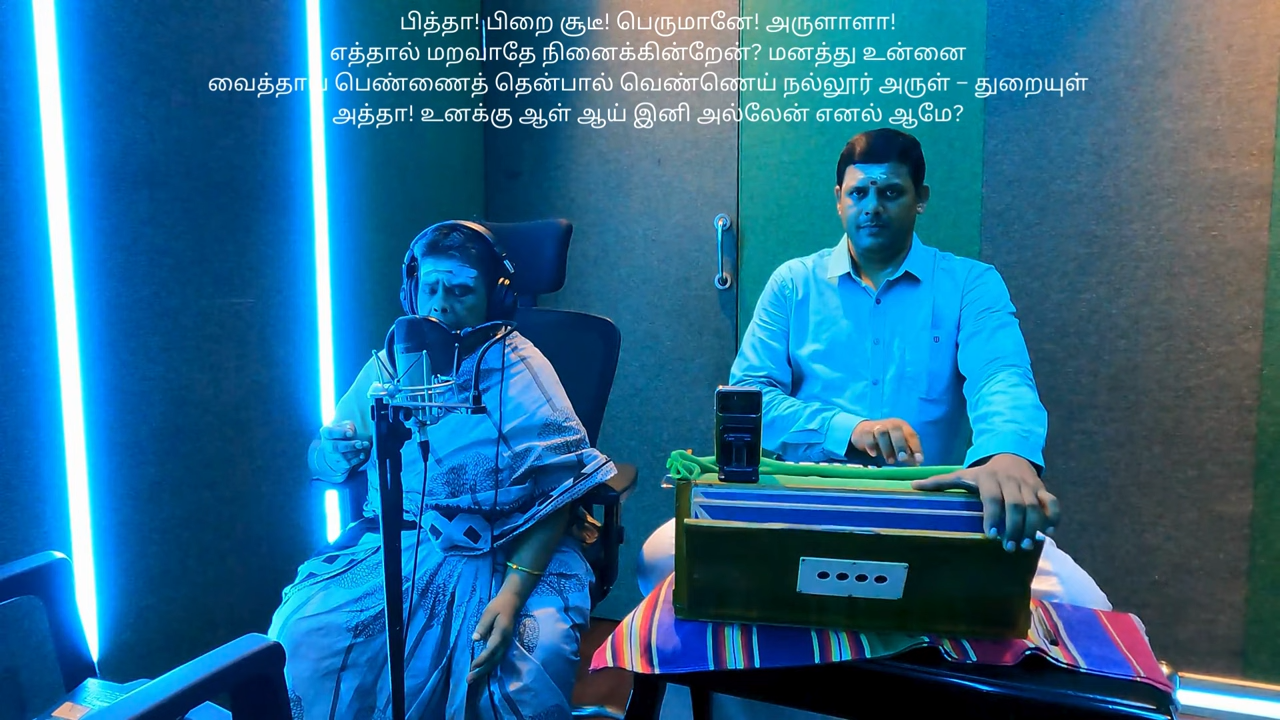 பித்தா! பிறை சூடீ! பெருமானே! அருளாளா!
எத்தால் மறவாதே நினைக்கின்றேன்? மனத்து உன்னை
வைத்தாய் பெண்ணைத் தென்பால் வெண்ணெய் நல்லூர் அருள் – துறையுள்
அத்தா! உனக்கு ஆள் ஆய் இனி அல்லேன் எனல் ஆமே?